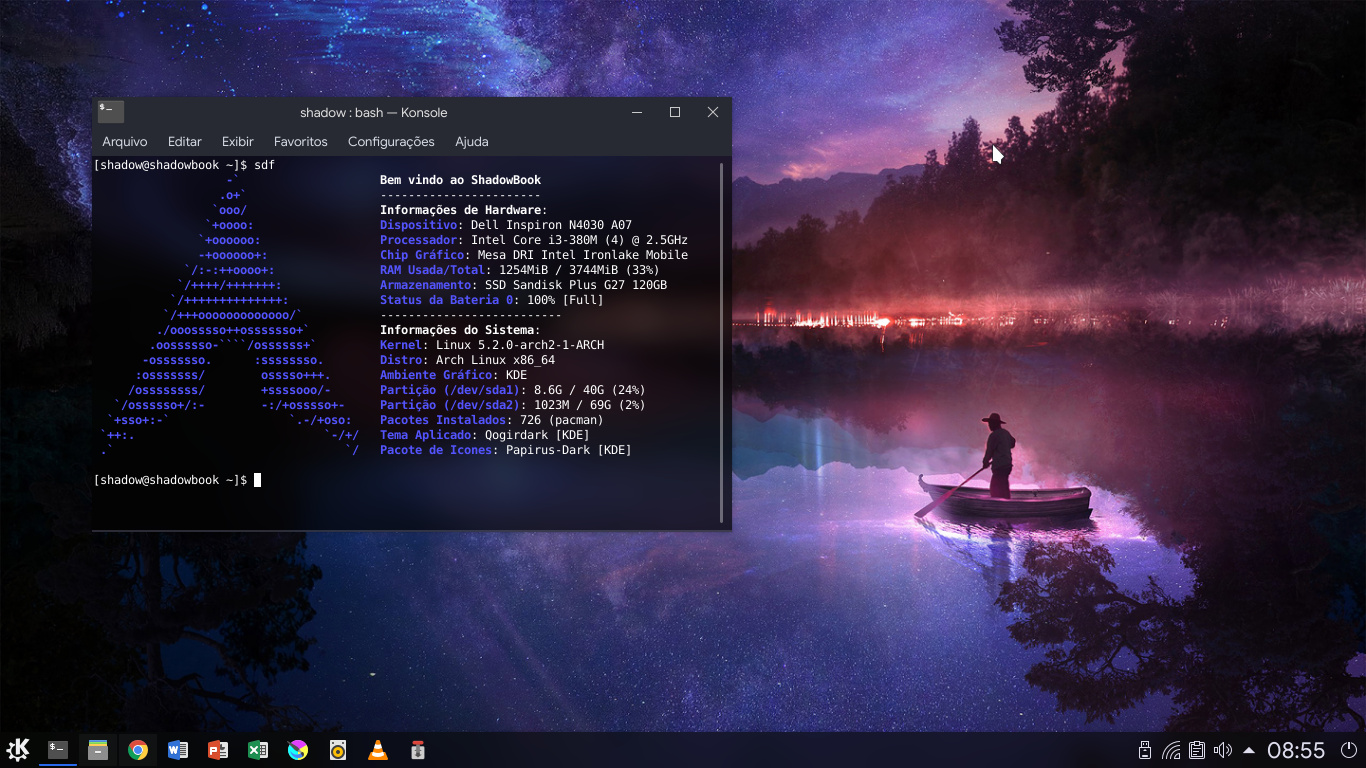 shadow : bash — Konsole
Arquivo Editar Exibir Favoritos Configurações Ajuda
[shadow@shadowbook ~]$ sdf
-`
.o+`
`ooo/
`+oooo:
`+oooooo:
-+oooooo+:
`/:-:++oooo+:
`/++++/+++++++:
`/++++++++++++++:
`/+++ooooooooooooo/`
./ooosssso++osssssso+`
.oossssso-````/ossssss+`
-osssssso. :ssssssso.
:osssssss/ osssso+++.
/ossssssss/ +ssssooo/-
`/ossssso+/:- -:/+osssso+-
`+sso+:-` `.-/+oso:
`++:. `-/+/
.` `/
Bem vindo ao ShadowBook
-----------------------
Informações de Hardware:
Dispositivo: Dell Inspiron N4030 A07
Processador: Intel Core i3-380M (4) @ 2.5GHz
Chip Gráfico: Mesa DRI Intel Ironlake Mobile
RAM Usada/Total: 1254MiB / 3744MiB (33%)
Armazenamento: SSD Sandisk Plus G27 120GB
Status da Bateria 0: 100% [Full]
--------------------------
Informações do Sistema:
Kernel: Linux 5.2.0-arch2-1-ARCH
Distro: Arch Linux x86_64
Ambiente Gráfico: KDE
Partição (/dev/sda1): 8.6G / 40G (24%)
Partição (/dev/sda2): 1023M / 69G (2%)
Pacotes Instalados: 726 (pacman)
Tema Aplicado: Qogirdark [KDE]
Pacote de Icones: Papirus-Dark [KDE]
[shadow@shadowbook ~]$
08:55